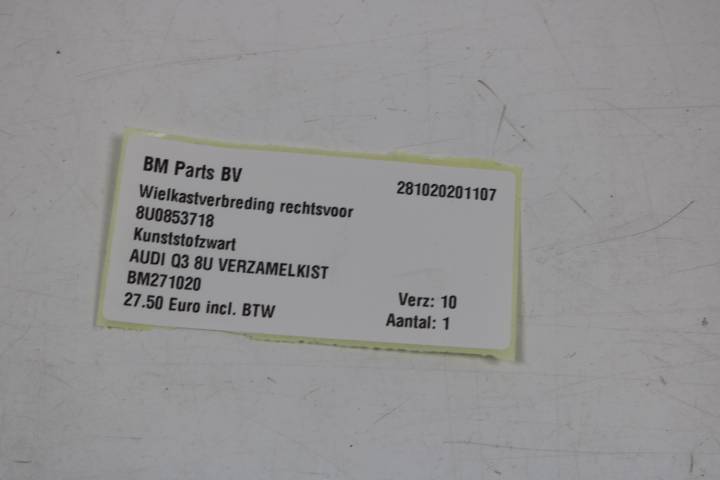 BM Parts BV
281020201107
Wielkastverbreding rechtsvoor
8U0853718
Kunststofzwart
AUDI Q3 8U VERZAMELKIST
BM271020
Verz: 10
27.50 Euro incl. BTW
Aantal: 1